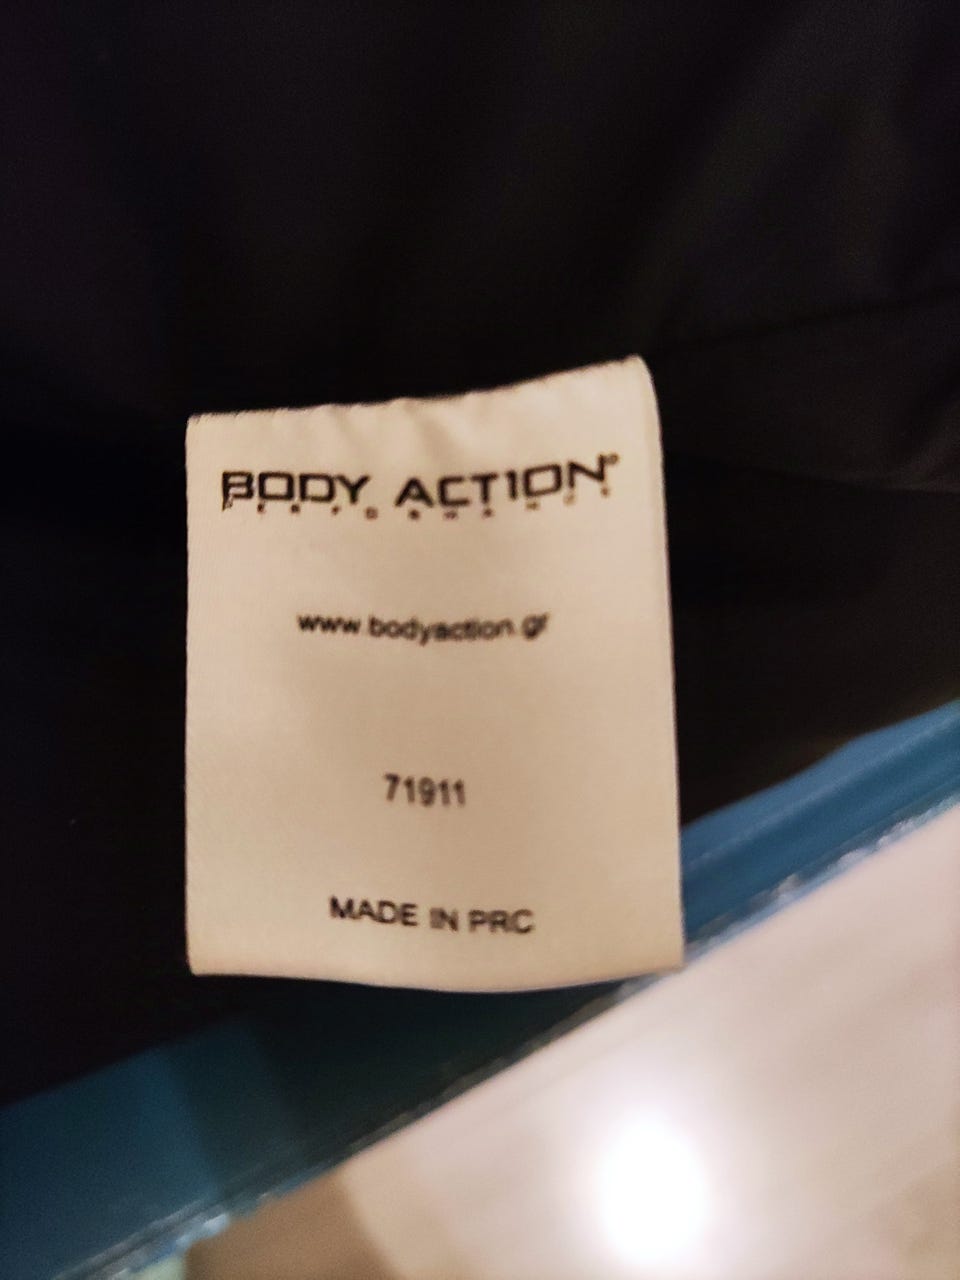 BODY ACTION®
PERFORMANCE
www.bodyaction.gr
71911
MADE IN PRC